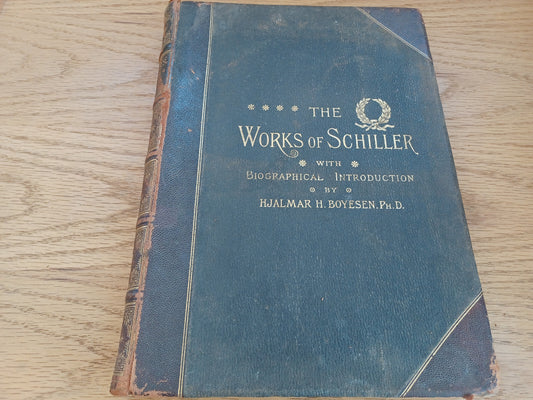 THE
WORKS OF SCHILLER
WITH
BIOGRAPHICAL INTRODUCTION
BY
HJALMAR H. BOYESEN, PH.D.